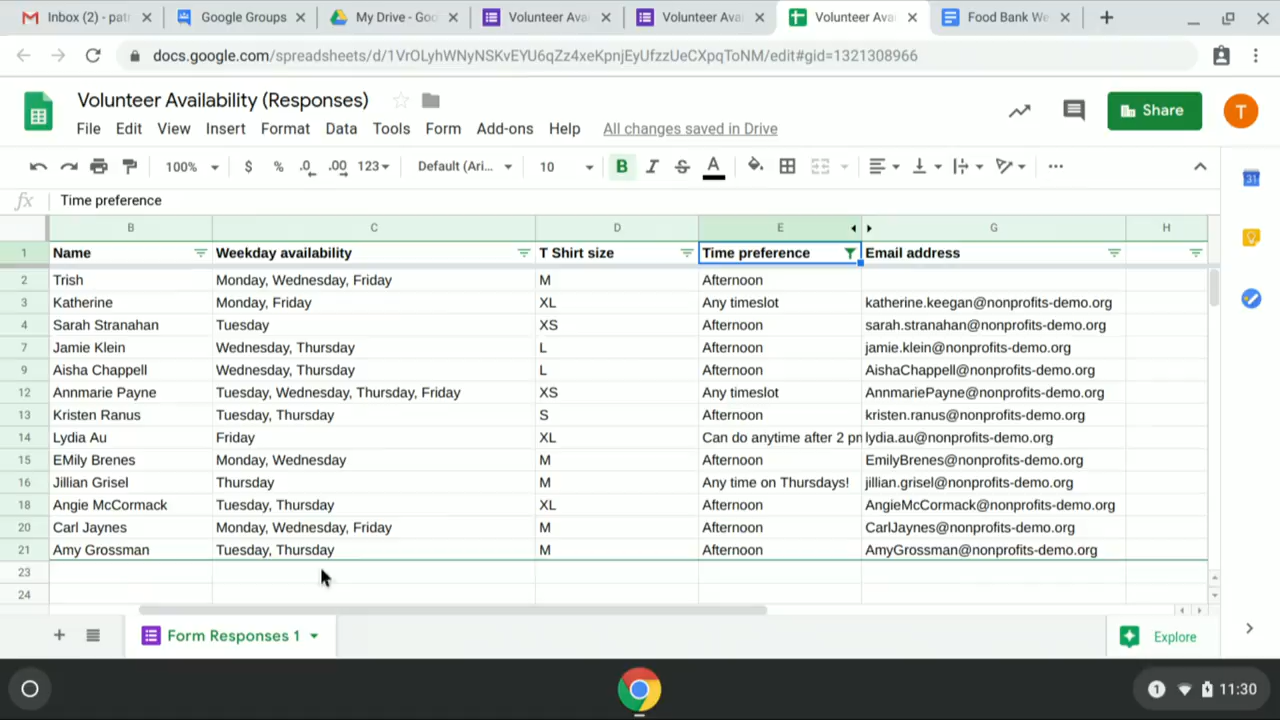 Inbox (2) - pat
Google Groups
My Drive - Goo
Volunteer Ava
Volunteer Ava
Volunteer Ava
Food Bank We
docs.google.com/spreadsheets/d/1VrOLyhWNyNSKvEYU6qZz4xeKpnjEyUfzzUeCXpqToNM/edit#gid=1321308966
Volunteer Availability (Responses)
Share
T
File Edit View Insert Format Data Tools Form Add-ons Help All changes saved in Drive
100% $ % .0 .00 123 Default (Ari... 10 B I S A
fx Time preference
B C D E G H
1 Name Weekday availability T Shirt size Time preference Email address
2 Trish Monday, Wednesday, Friday M Afternoon
3 Katherine Monday, Friday XL Any timeslot katherine.keegan@nonprofits-demo.org
4 Sarah Stranahan Tuesday XS Afternoon sarah.stranahan@nonprofits-demo.org
7 Jamie Klein Wednesday, Thursday L Afternoon jamie.klein@nonprofits-demo.org
9 Aisha Chappell Wednesday, Thursday L Afternoon AishaChappell@nonprofits-demo.org
12 Annmarie Payne Tuesday, Wednesday, Thursday, Friday XS Any timeslot AnnmariePayne@nonprofits-demo.org
13 Kristen Ranus Tuesday, Thursday S Afternoon kristen.ranus@nonprofits-demo.org
14 Lydia Au Friday XL Can do anytime after 2 pm lydia.au@nonprofits-demo.org
15 EMily Brenes Monday, Wednesday M Afternoon EmilyBrenes@nonprofits-demo.org
16 Jillian Grisel Thursday M Any time on Thursdays! jillian.grisel@nonprofits-demo.org
18 Angie McCormack Tuesday, Thursday XL Afternoon AngieMcCormack@nonprofits-demo.org
20 Carl Jaynes Monday, Wednesday, Friday M Afternoon CarlJaynes@nonprofits-demo.org
21 Amy Grossman Tuesday, Thursday M Afternoon AmyGrossman@nonprofits-demo.org
23
24
Form Responses 1
Explore
1 11:30